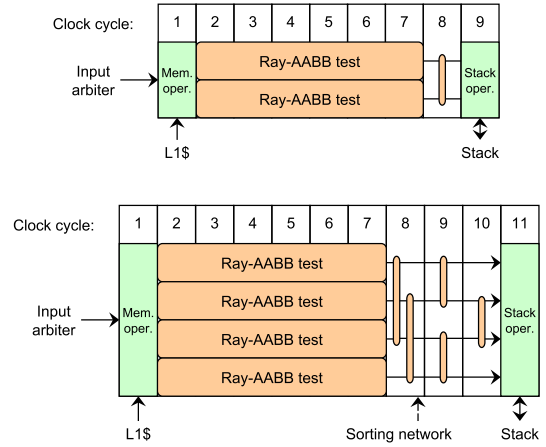 Clock cycle: 1 2 3 4 5 6 7 8 9
Input
arbiter
Mem.
oper.
Ray-AABB test
Ray-AABB test
Stack
oper.
L1$
Stack
Clock cycle: 1 2 3 4 5 6 7 8 9 10 11
Input
arbiter
Mem.
oper.
Ray-AABB test
Ray-AABB test
Ray-AABB test
Ray-AABB test
Stack
oper.
L1$
Sorting network
Stack